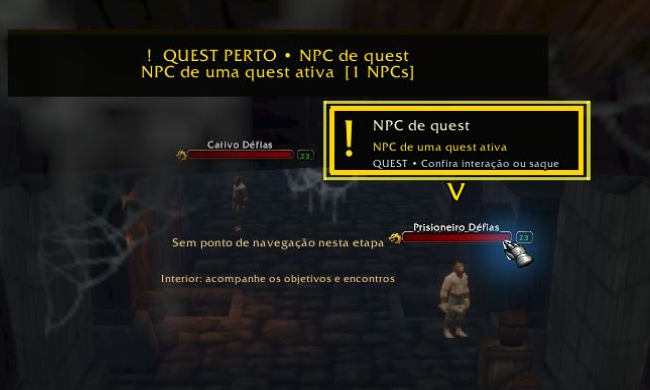 ! QUEST PERTO • NPC de quest
NPC de uma quest ativa [1 NPCs]
! NPC de quest
NPC de uma quest ativa
QUEST • Confira interação ou saque
Cativo Défias
23
Prisioneiro Défias
23
Sem ponto de navegação nesta etapa
Interior: acompanhe os objetivos e encontros